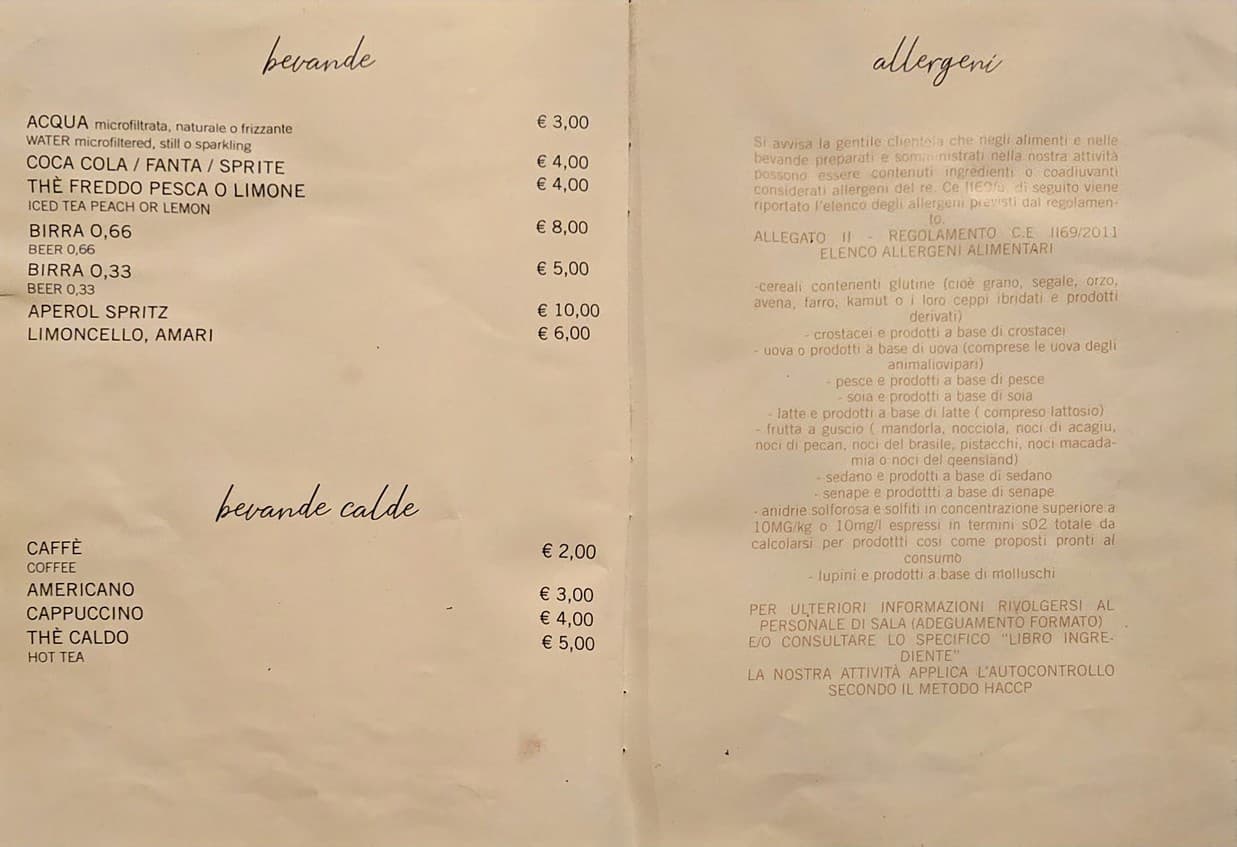 bevande
ACQUA microfiltrata, naturale o frizzante € 3,00
WATER microfiltered, still o sparkling
COCA COLA / FANTA / SPRITE € 4,00
THÈ FREDDO PESCA O LIMONE € 4,00
ICED TEA PEACH OR LEMON
BIRRA 0,66 € 8,00
BEER 0,66
BIRRA 0,33 € 5,00
BEER 0,33
APEROL SPRITZ € 10,00
LIMONCELLO, AMARI € 6,00
bevande calde
CAFFÈ € 2,00
COFFEE
AMERICANO € 3,00
CAPPUCCINO € 4,00
THÈ CALDO € 5,00
HOT TEA
allergeni
Si avvisa la gentile clientela che negli alimenti e nelle
bevande preparati e somministrati nella nostra attività
possono essere contenuti ingredienti o coadiuvanti
considerati allergeni del re. Ce di seguito viene
riportato l'elenco degli allergeni previsti dal regolamen-
to.
ALLEGATO II - REGOLAMENTO C.E 1169/2011
ELENCO ALLERGENI ALIMENTARI
-cereali contenenti glutine (cioè grano, segale, orzo,
avena, farro, kamut o i loro ceppi ibridati e prodotti
derivati)
- crostacei e prodotti a base di crostacei
- uova o prodotti a base di uova (comprese le uova degli
animaliovipari)
- pesce e prodotti a base di pesce
- soia e prodotti a base di soia
- latte e prodotti a base di latte ( compreso lattosio)
- frutta a guscio ( mandorla, nocciola, noci di acagiu,
noci di pecan, noci del brasile, pistacchi, noci macada-
mia o noci del qeensland)
- sedano e prodotti a base di sedano
- senape e prodottti a base di senape
- anidrie solforosa e solfiti in concentrazione superiore a
10MG/kg o 10mg/l espressi in termini s02 totale da
calcolarsi per prodottti cosi come proposti pronti al
consumo
- lupini e prodotti a base di molluschi
PER ULTERIORI INFORMAZIONI RIVOLGERSI AL
PERSONALE DI SALA (ADEGUAMENTO FORMATO)
E/O CONSULTARE LO SPECIFICO "LIBRO INGRE-
DIENTE"
LA NOSTRA ATTIVITÀ APPLICA L'AUTOCONTROLLO
SECONDO IL METODO HACCP